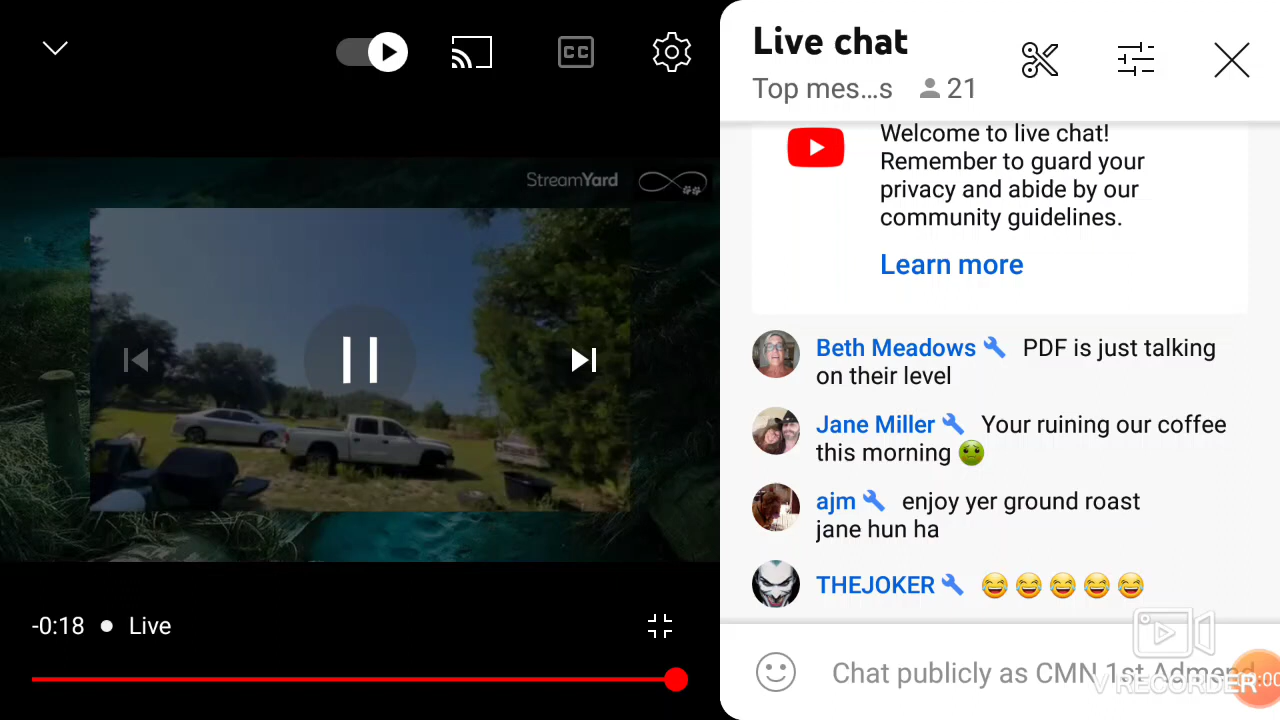 CC
StreamYard
-0:18 ● Live
Live chat
Top mes...s 21
Welcome to live chat!
Remember to guard your
privacy and abide by our
community guidelines.
Learn more
Beth Meadows PDF is just talking
on their level
Jane Miller Your ruining our coffee
this morning 🤢
ajm enjoy yer ground roast
jane hun ha
THEJOKER 😂😂😂😂😂
Chat publicly as CMN 1st Admend
V RECORDER